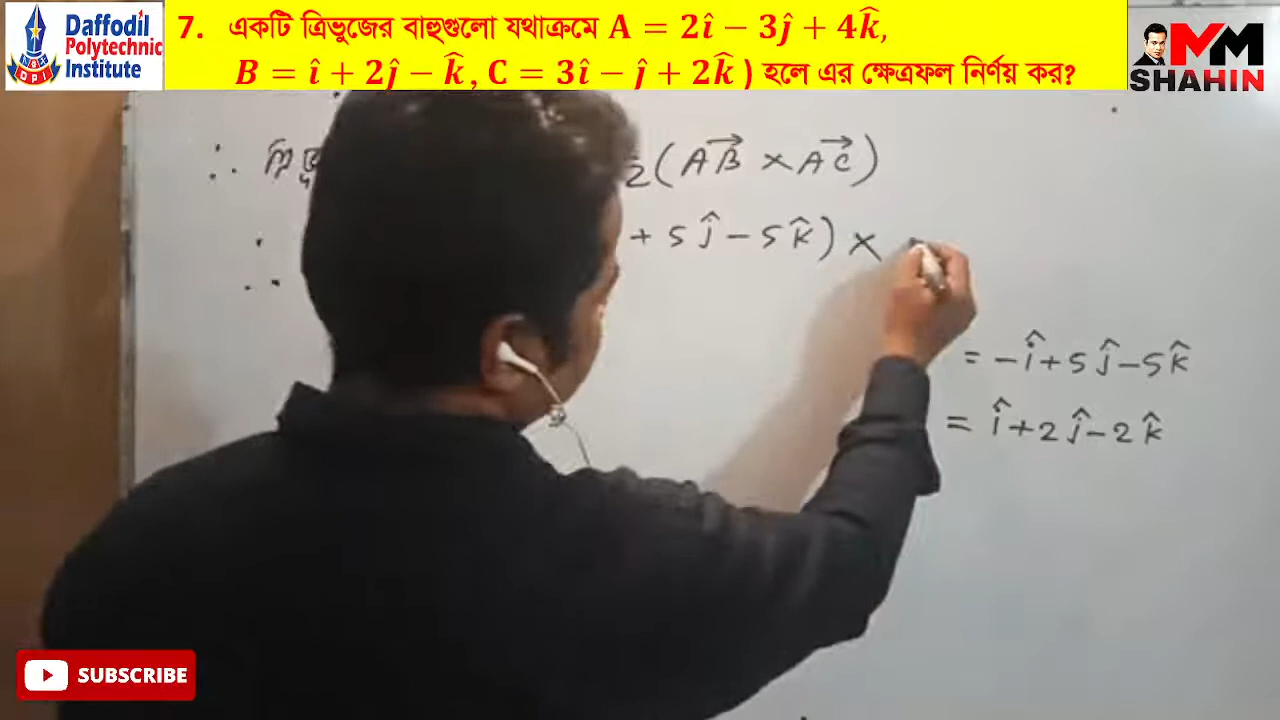 Daffodil
Polytechnic
Institute
DPI
7. একটি ত্রিভুজের বাহুগুলো যথাক্রমে A = 2î − 3ĵ + 4k̂,
B = î + 2ĵ − k̂, C = 3î − ĵ + 2k̂ ) হলে এর ক্ষেত্রফল নির্ণয় কর?
MM
SHAHIN
∴ 2(AB⃗ × AC⃗)
+ 5ĵ − 5k̂) ×
= −î + 5ĵ − 5k̂
= î + 2ĵ − 2k̂
SUBSCRIBE